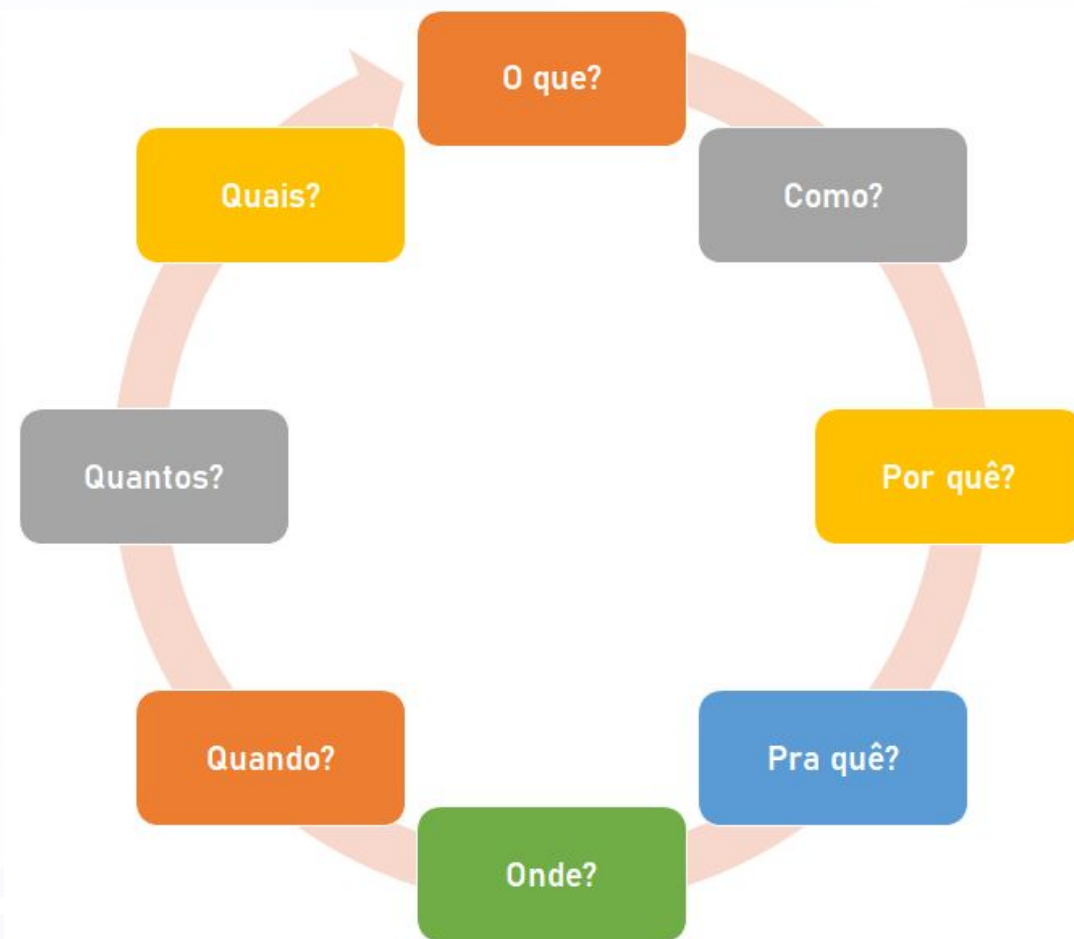 O que?
Como?
Por quê?
Pra quê?
Onde?
Quando?
Quantos?
Quais?